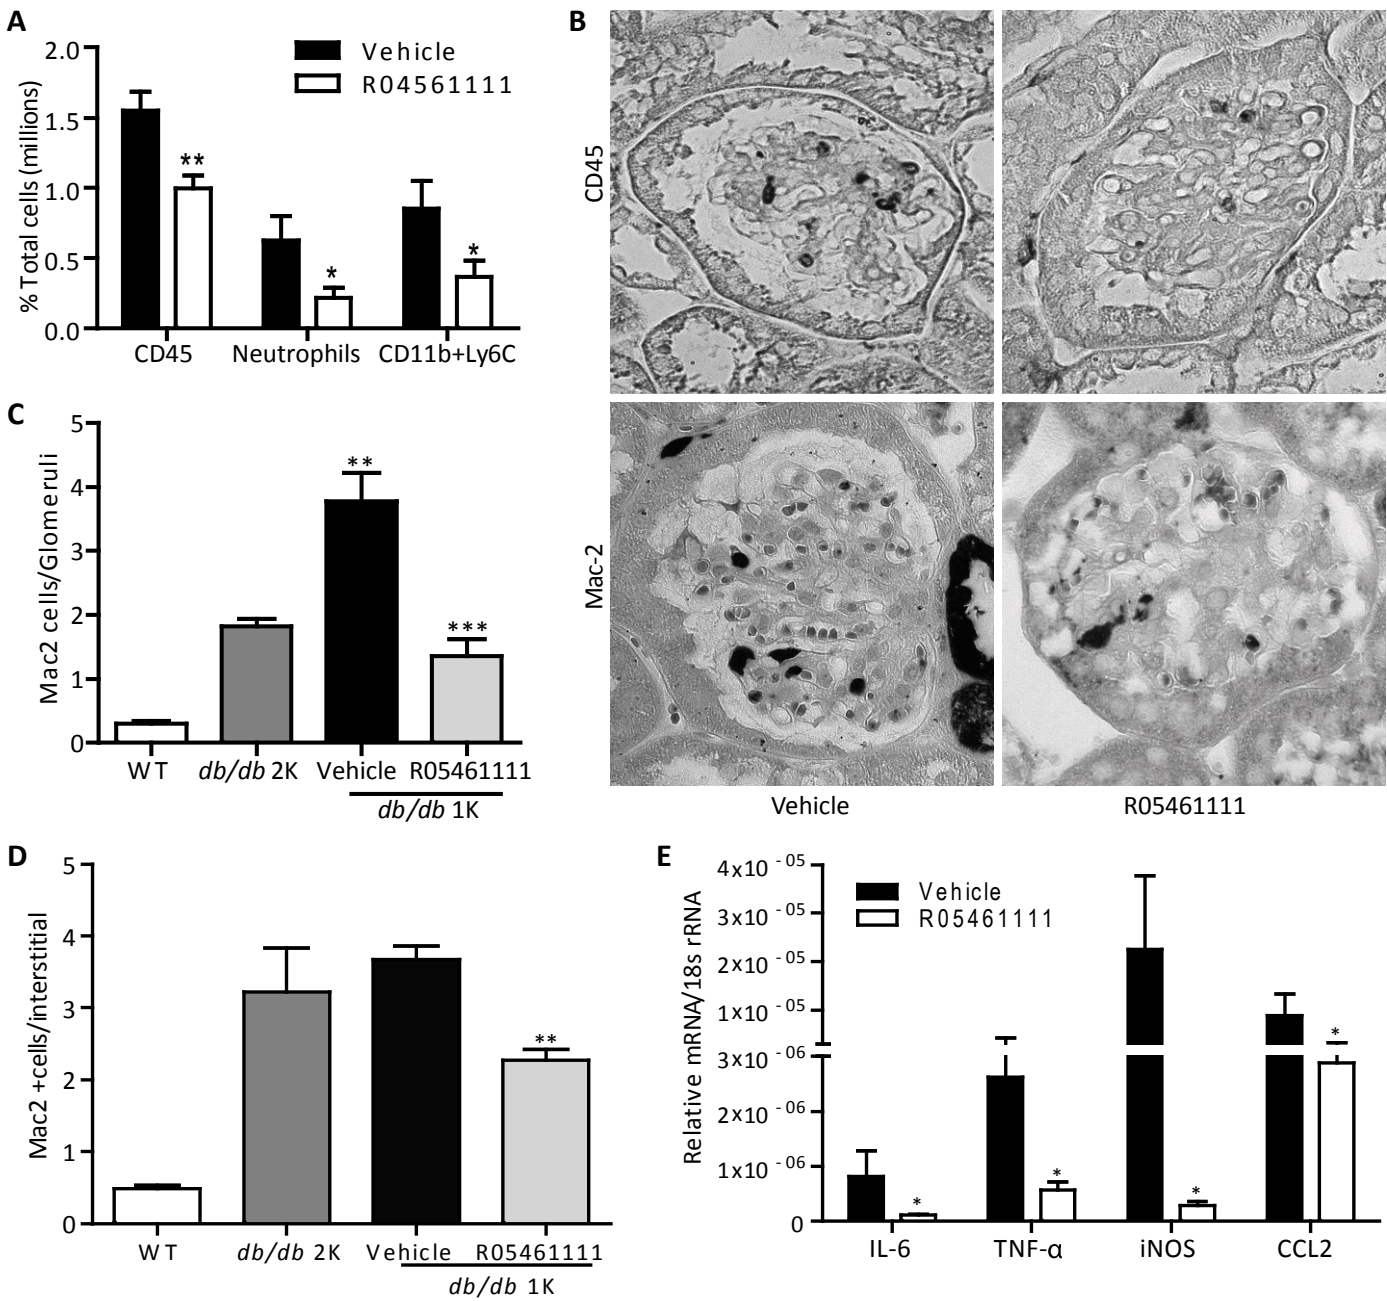 A
2.0
1.5
1.0
0.5
0.0
% Total cells (millions)
Vehicle
R04561111
**
*
*
CD45 Neutrophils CD11b+Ly6C
B
CD45
Mac-2
Vehicle R05461111
C
5
4
3
2
1
0
Mac2 cells/Glomeruli
**
***
WT db/db 2K Vehicle R05461111
db/db 1K
D
5
4
3
2
1
0
Mac2 +cells/interstitial
**
WT db/db 2K Vehicle R05461111
db/db 1K
E
4x10 - 05
3x10 - 05
2x10 - 05
1x10 - 05
3x10 - 06
2x10 - 06
1x10 - 06
0
Relative mRNA/18s rRNA
Vehicle
R05461111
*
*
*
*
IL-6 TNF-α iNOS CCL2